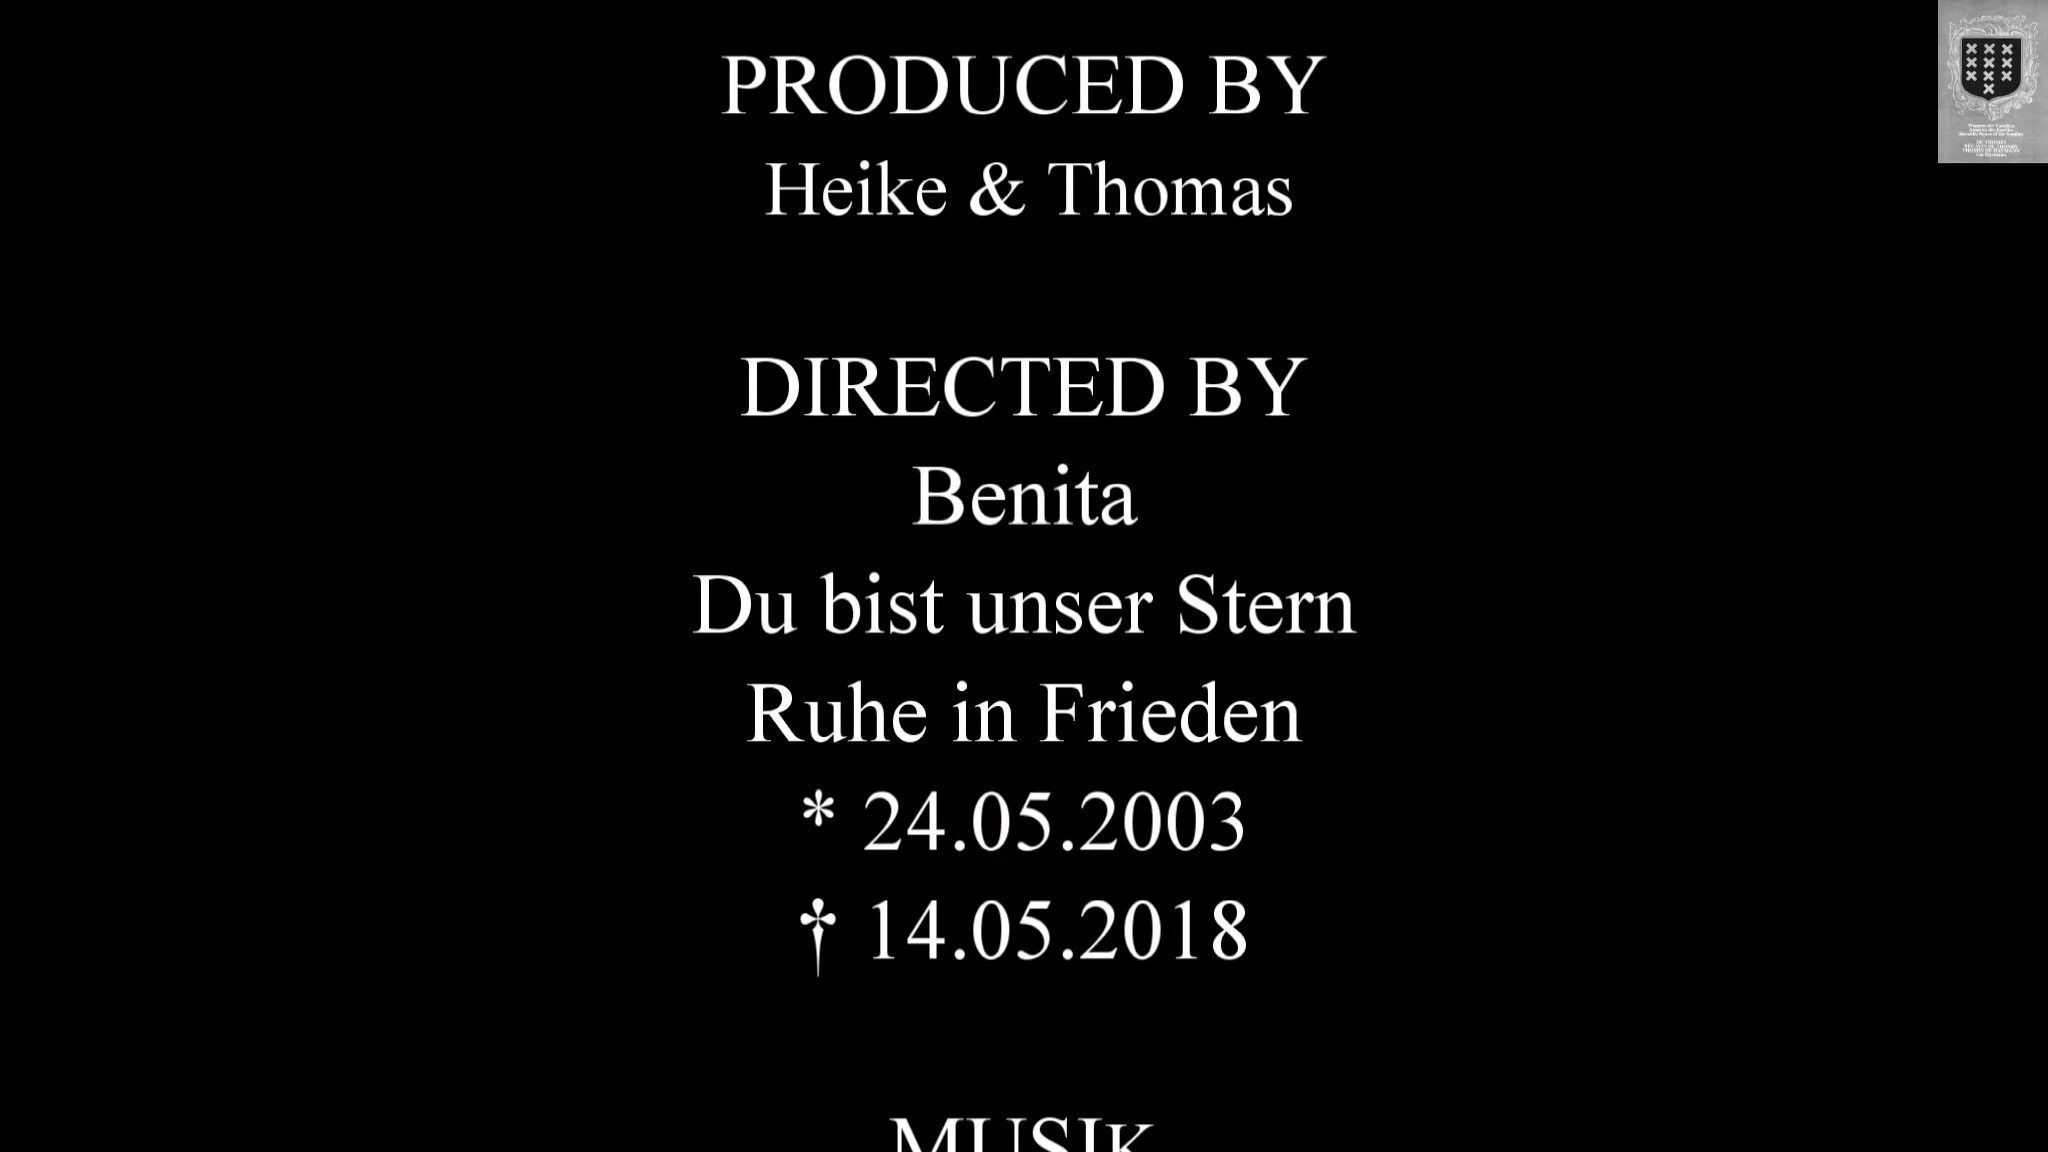 PRODUCED BY
Heike & Thomas
DIRECTED BY
Benita
Du bist unser Stern
Ruhe in Frieden
* 24.05.2003
† 14.05.2018
MUSIK